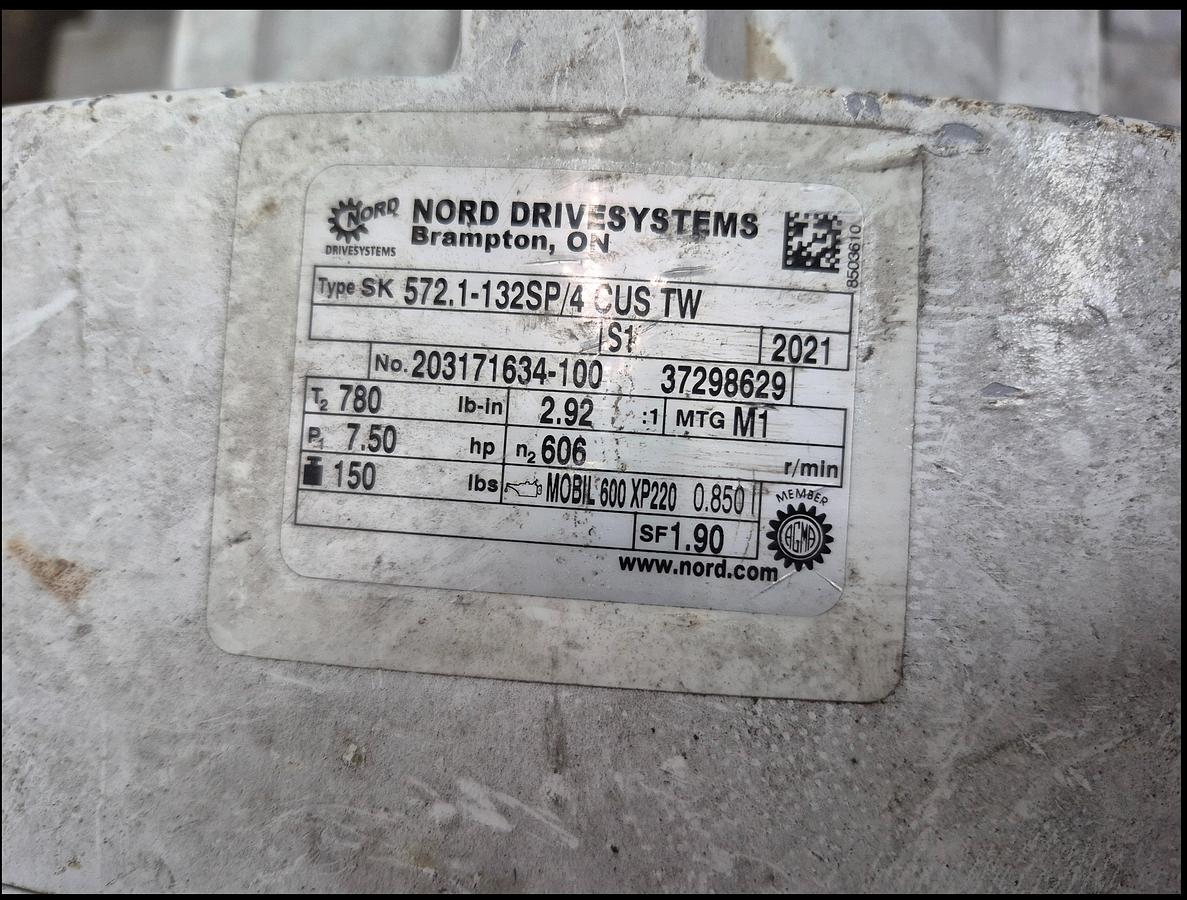 NORD
DRIVESYSTEMS
NORD DRIVESYSTEMS
Brampton, ON
8503610
Type SK 572.1-132SP/4 CUS TW
S1 2021
No. 203171634-100 37298629
T2 780 lb-in 2.92 :1 MTG M1
P1 7.50 hp n2 606 r/min
150 lbs MOBIL 600 XP220 0.850 l
SF 1.90
MEMBER
AGMA
www.nord.com